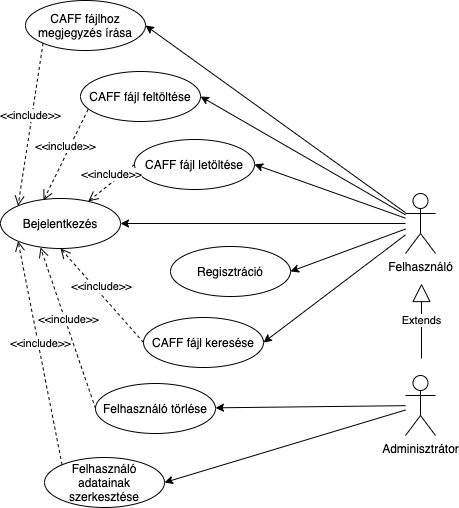 CAFF fájlhoz
megjegyzés írása
CAFF fájl feltöltése
<<include>>
<<include>>
<<include>>
CAFF fájl letöltése
<<include>>
Bejelentkezés
Felhasználó
Regisztráció
<<include>>
Extends
<<include>>
CAFF fájl keresése
<<include>>
Felhasználó törlése
Adminisztrátor
Felhasználó
adatainak
szerkesztése